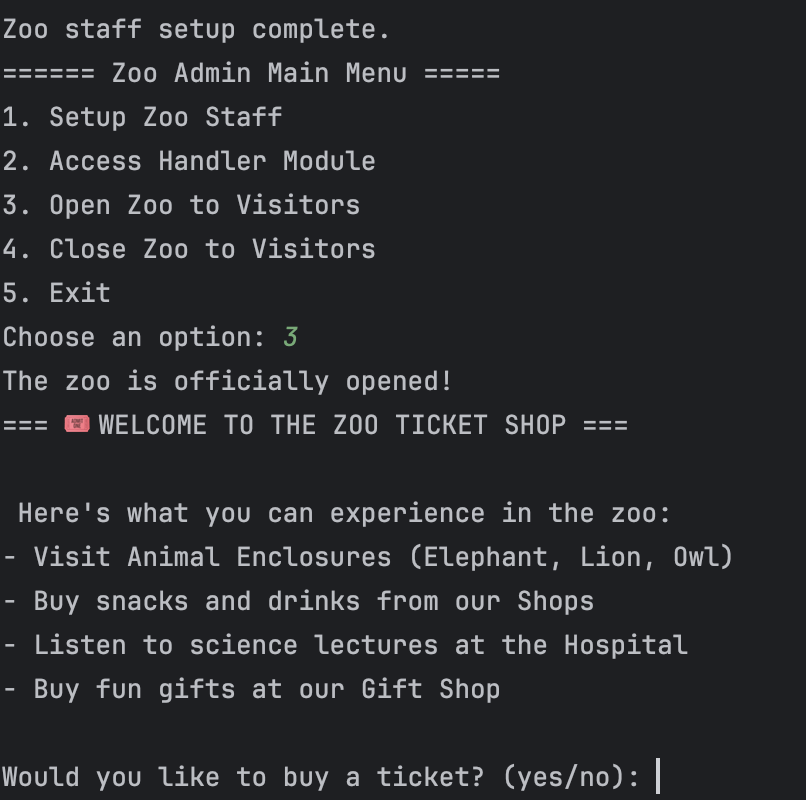 Zoo staff setup complete.
====== Zoo Admin Main Menu =====
1. Setup Zoo Staff
2. Access Handler Module
3. Open Zoo to Visitors
4. Close Zoo to Visitors
5. Exit
Choose an option: 3
The zoo is officially opened!
=== 🎟️ WELCOME TO THE ZOO TICKET SHOP ===
Here's what you can experience in the zoo:
- Visit Animal Enclosures (Elephant, Lion, Owl)
- Buy snacks and drinks from our Shops
- Listen to science lectures at the Hospital
- Buy fun gifts at our Gift Shop
Would you like to buy a ticket? (yes/no):